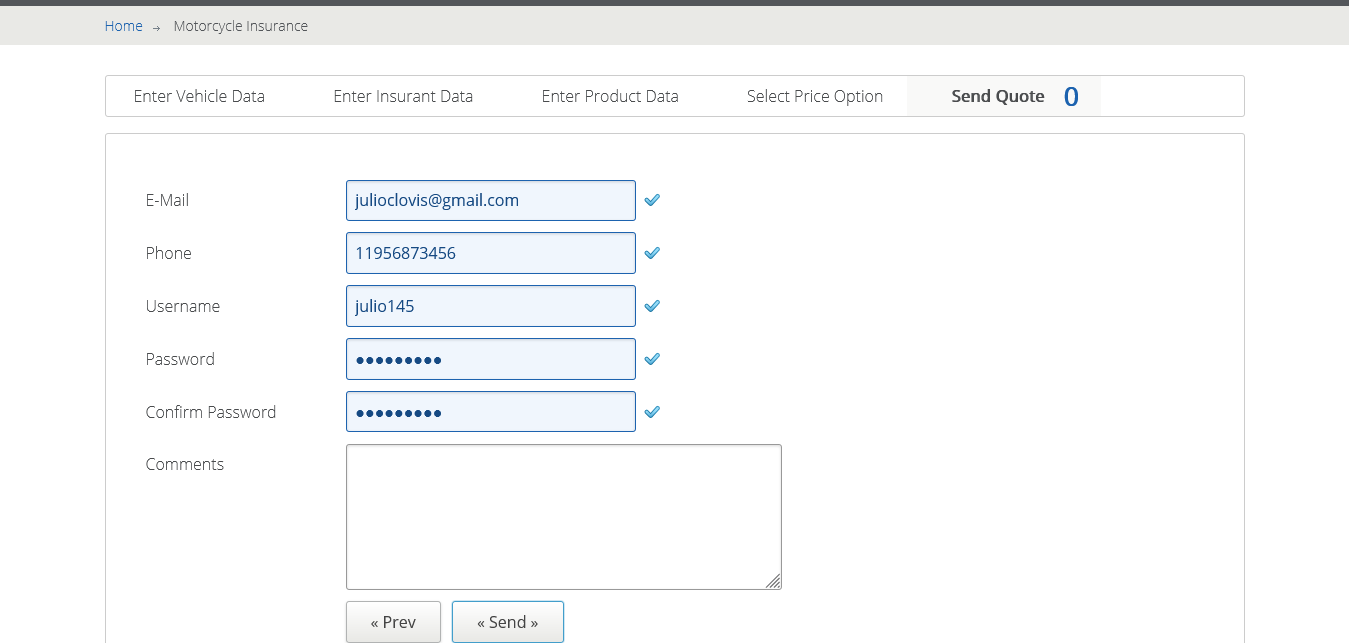 Home → Motorcycle Insurance
Enter Vehicle Data Enter Insurant Data Enter Product Data Select Price Option Send Quote 0
E-Mail julioclovis@gmail.com
Phone 11956873456
Username julio145
Password •••••••••
Confirm Password •••••••••
Comments
« Prev « Send »